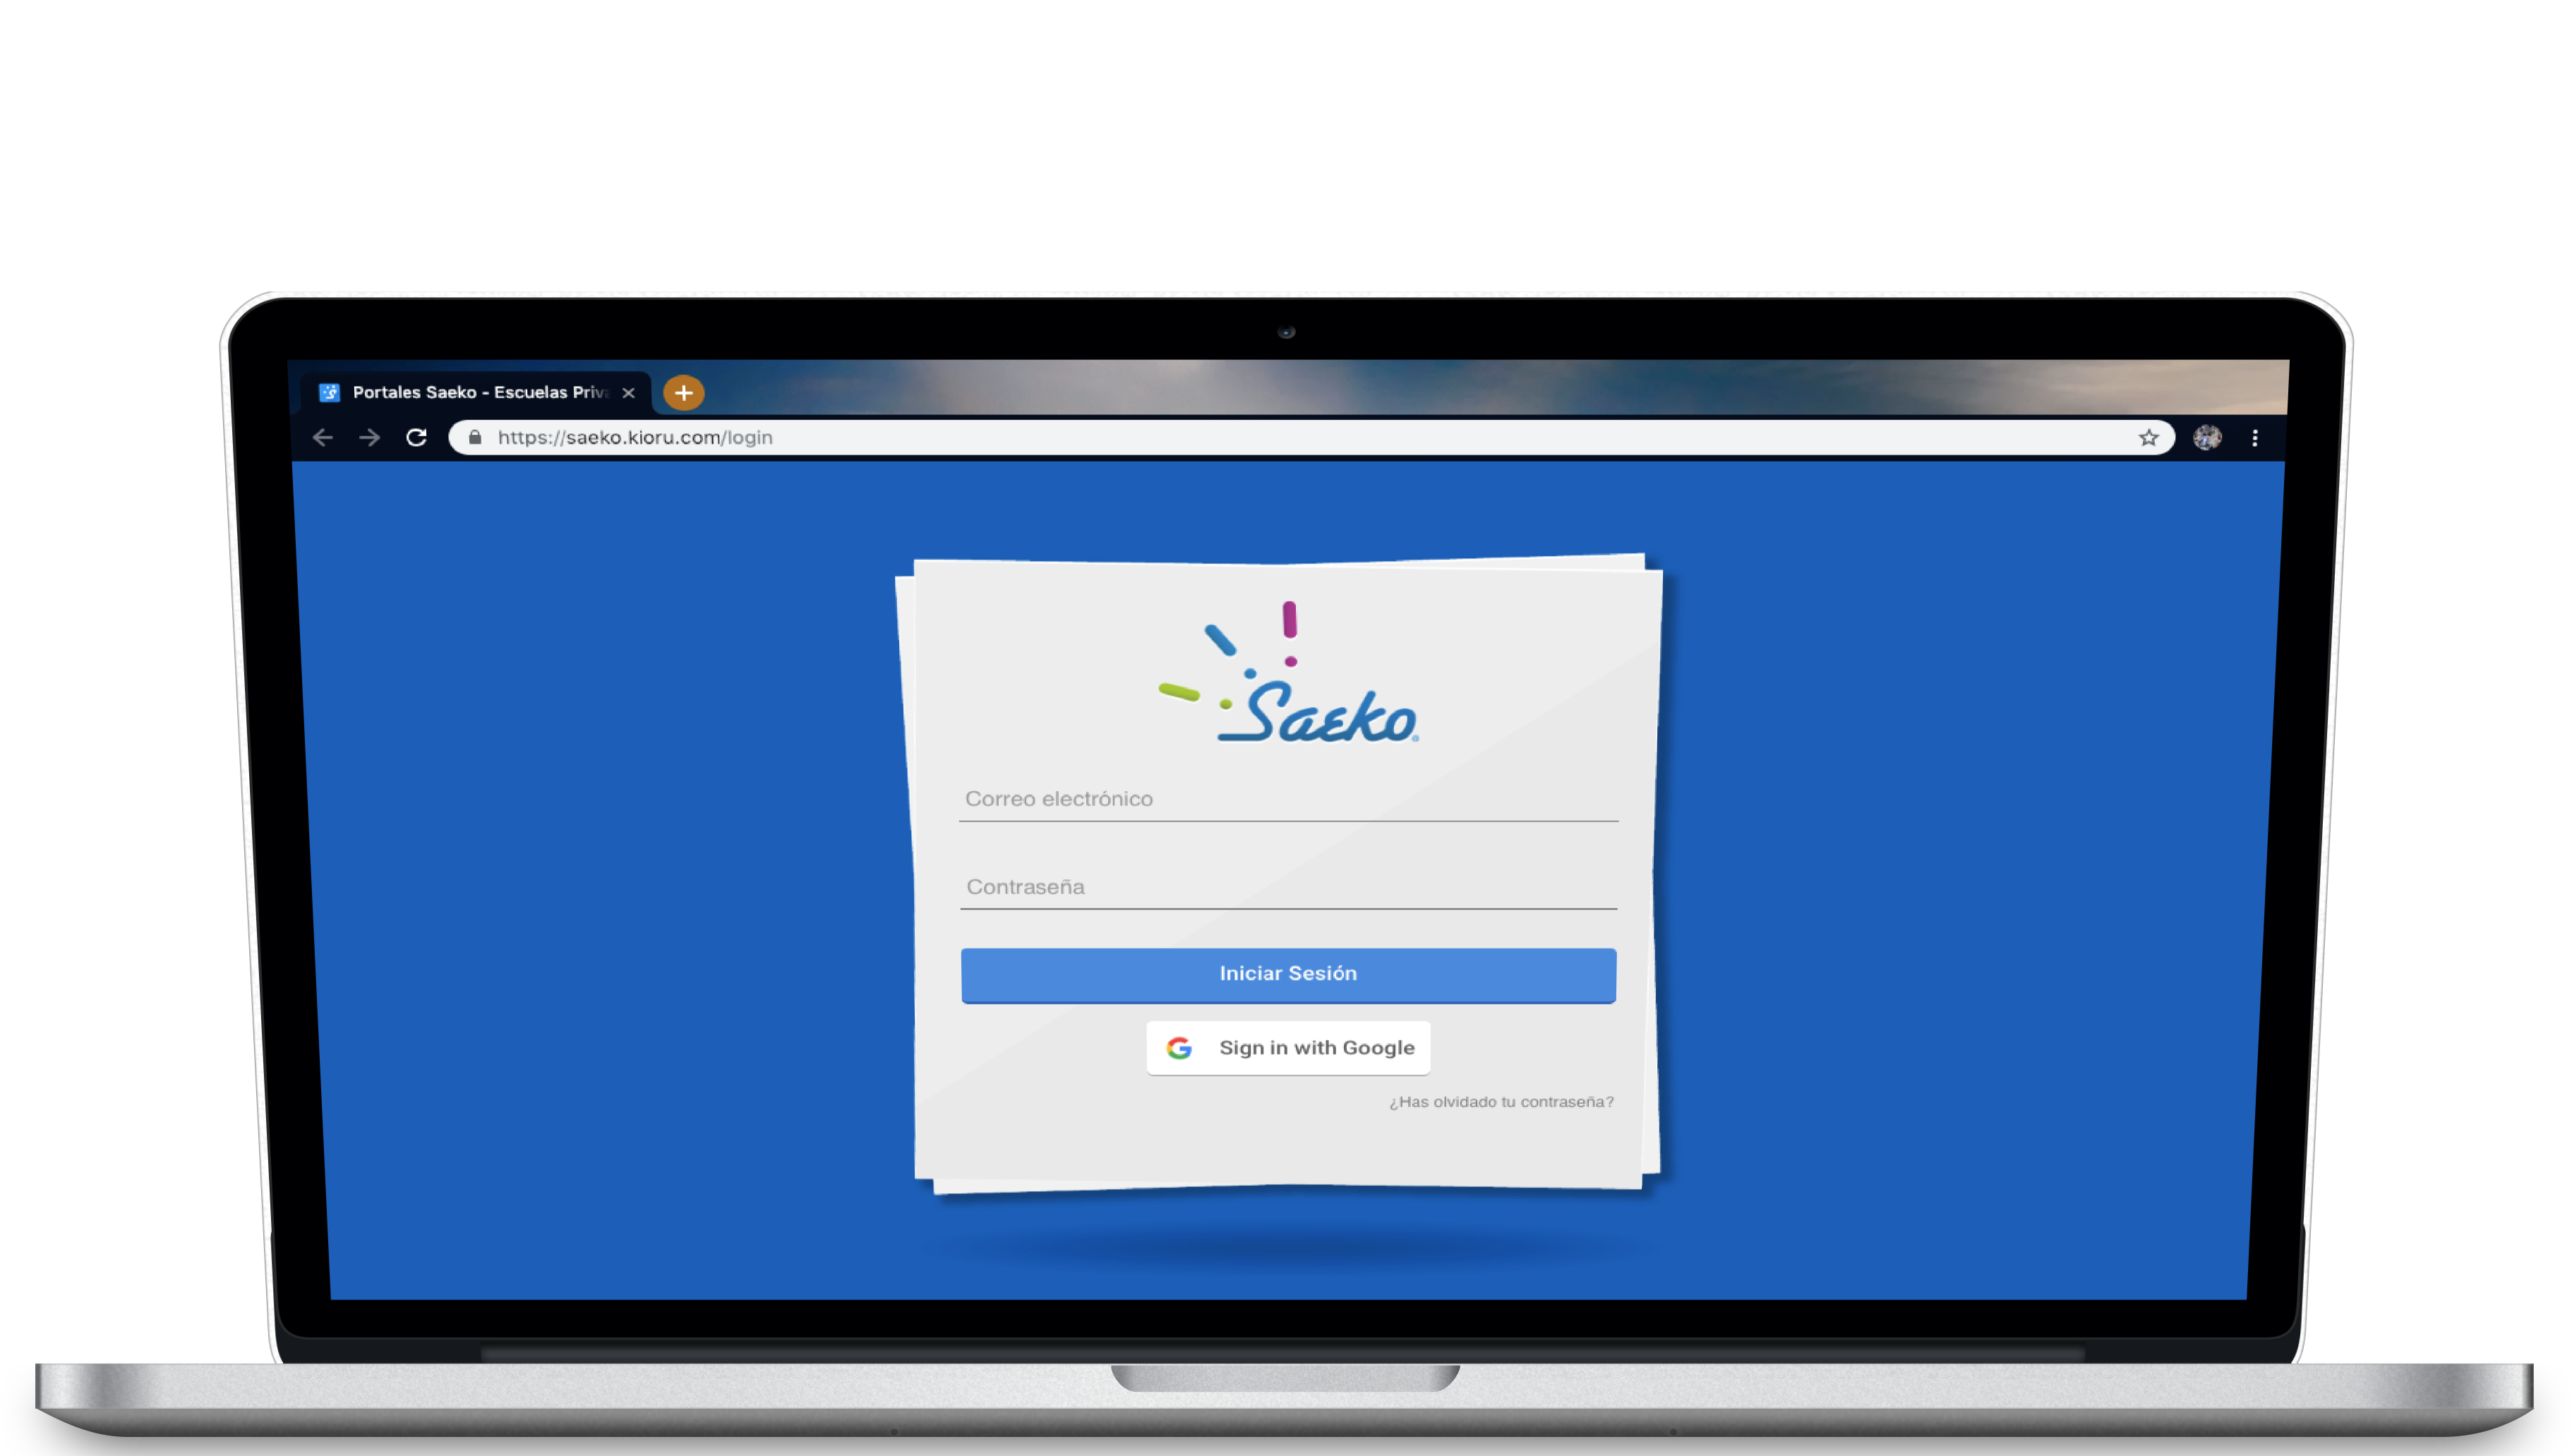 Portales Saeko - Escuelas Priv
https://saeko.kioru.com/login
Saeko
Correo electrónico
Contraseña
Iniciar Sesión
Sign in with Google
¿Has olvidado tu contraseña?